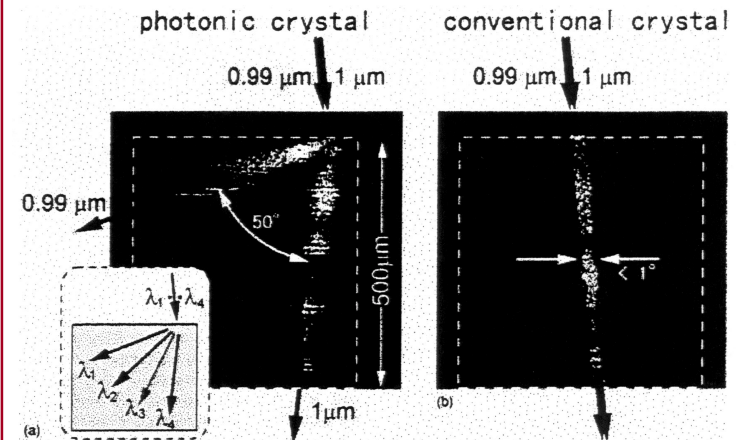 photonic crystal
0.99 μm 1 μm
0.99 μm
50°
500μm
λ1 λ4
λ1
λ2
λ3
λ4
(a)
1μm
conventional crystal
0.99 μm 1 μm
< 1°
(b)